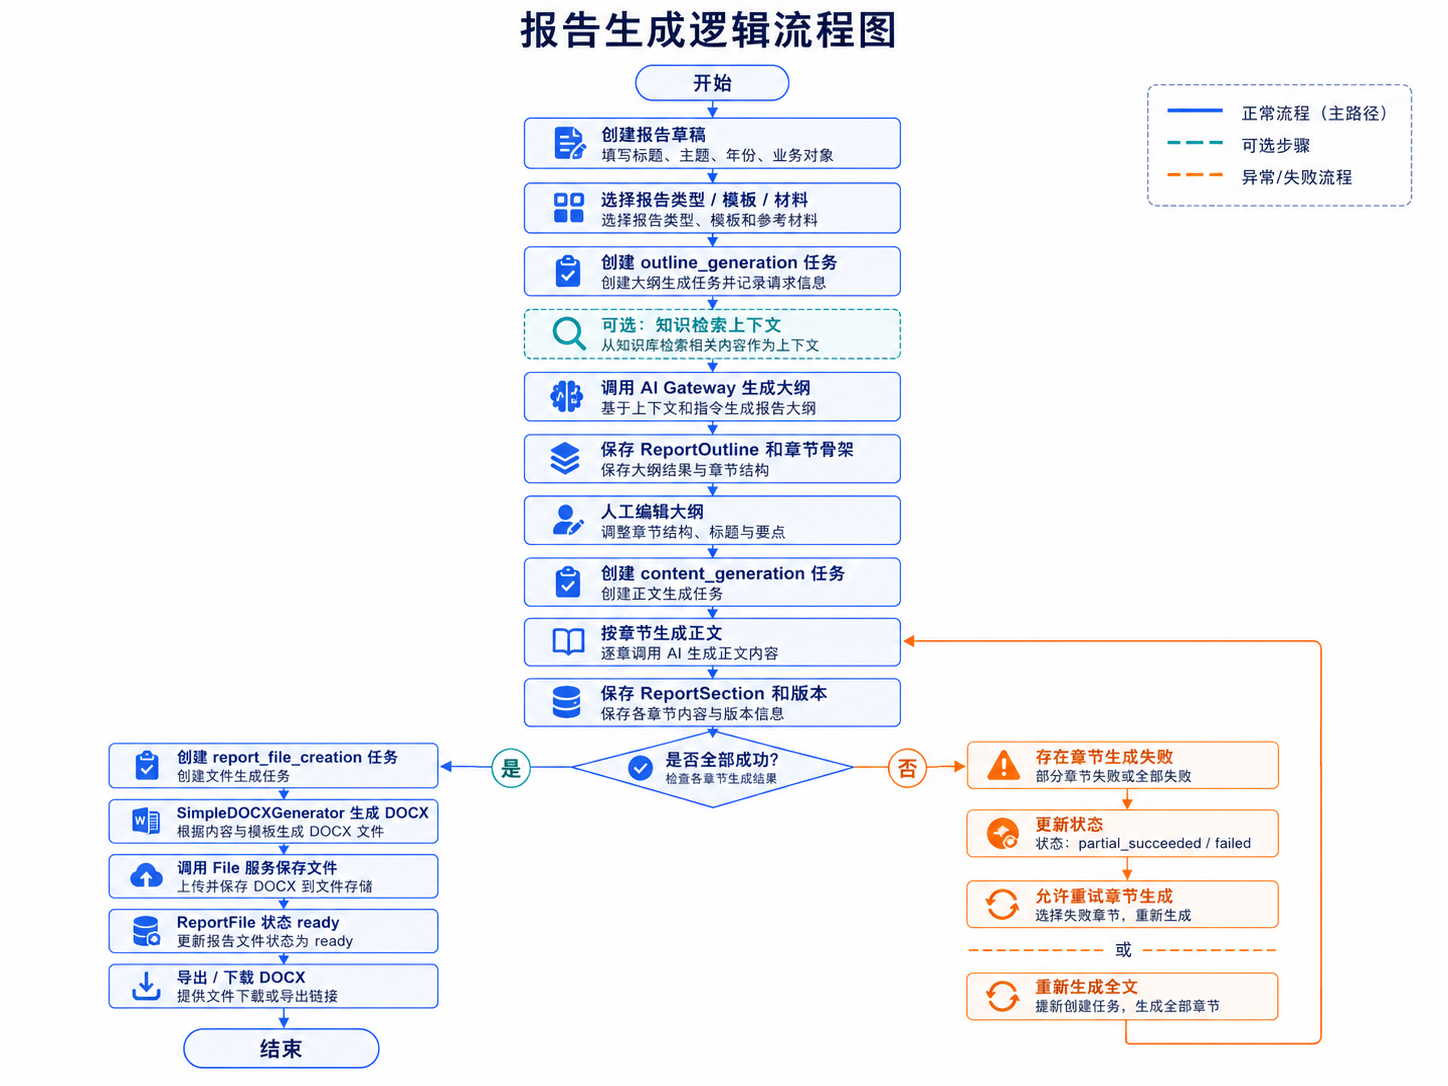 报告生成逻辑流程图
开始
正常流程（主路径）
可选步骤
异常/失败流程
创建报告草稿
填写标题、主题、年份、业务对象
选择报告类型 / 模板 / 材料
选择报告类型、模板和参考材料
创建 outline_generation 任务
创建大纲生成任务并记录请求信息
可选：知识检索上下文
从知识库检索相关内容作为上下文
调用 AI Gateway 生成大纲
基于上下文和指令生成报告大纲
保存 ReportOutline 和章节骨架
保存大纲结果与章节结构
人工编辑大纲
调整章节结构、标题与要点
创建 content_generation 任务
创建正文生成任务
按章节生成正文
逐章调用 AI 生成正文内容
保存 ReportSection 和版本
保存各章节内容与版本信息
是否全部成功?
检查各章节生成结果
是
否
创建 report_file_creation 任务
创建文件生成任务
SimpleDOCXGenerator 生成 DOCX
根据内容与模板生成 DOCX 文件
调用 File 服务保存文件
上传并保存 DOCX 到文件存储
ReportFile 状态 ready
更新报告文件状态为 ready
导出 / 下载 DOCX
提供文件下载或导出链接
结束
存在章节生成失败
部分章节失败或全部失败
更新状态
状态：partial_succeeded / failed
允许重试章节生成
选择失败章节，重新生成
或
重新生成全文
新创建任务，生成全部章节
W